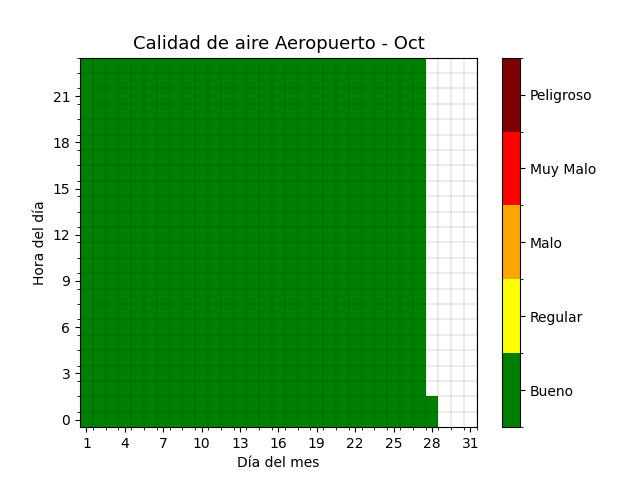 Calidad de aire Aeropuerto - Oct
Hora del día
21
18
15
12
9
6
3
0
1 4 7 10 13 16 19 22 25 28 31
Día del mes
Peligroso
Muy Malo
Malo
Regular
Bueno